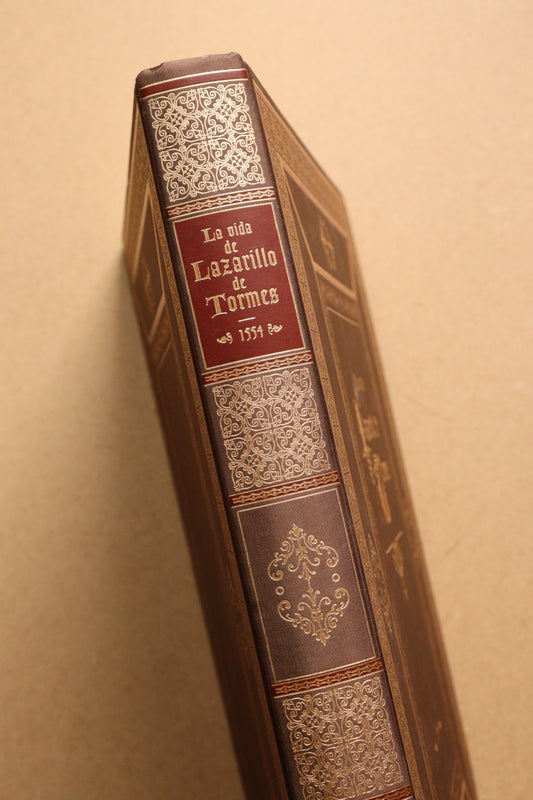 La vida
de
Lazarillo
de
Tormes
1554